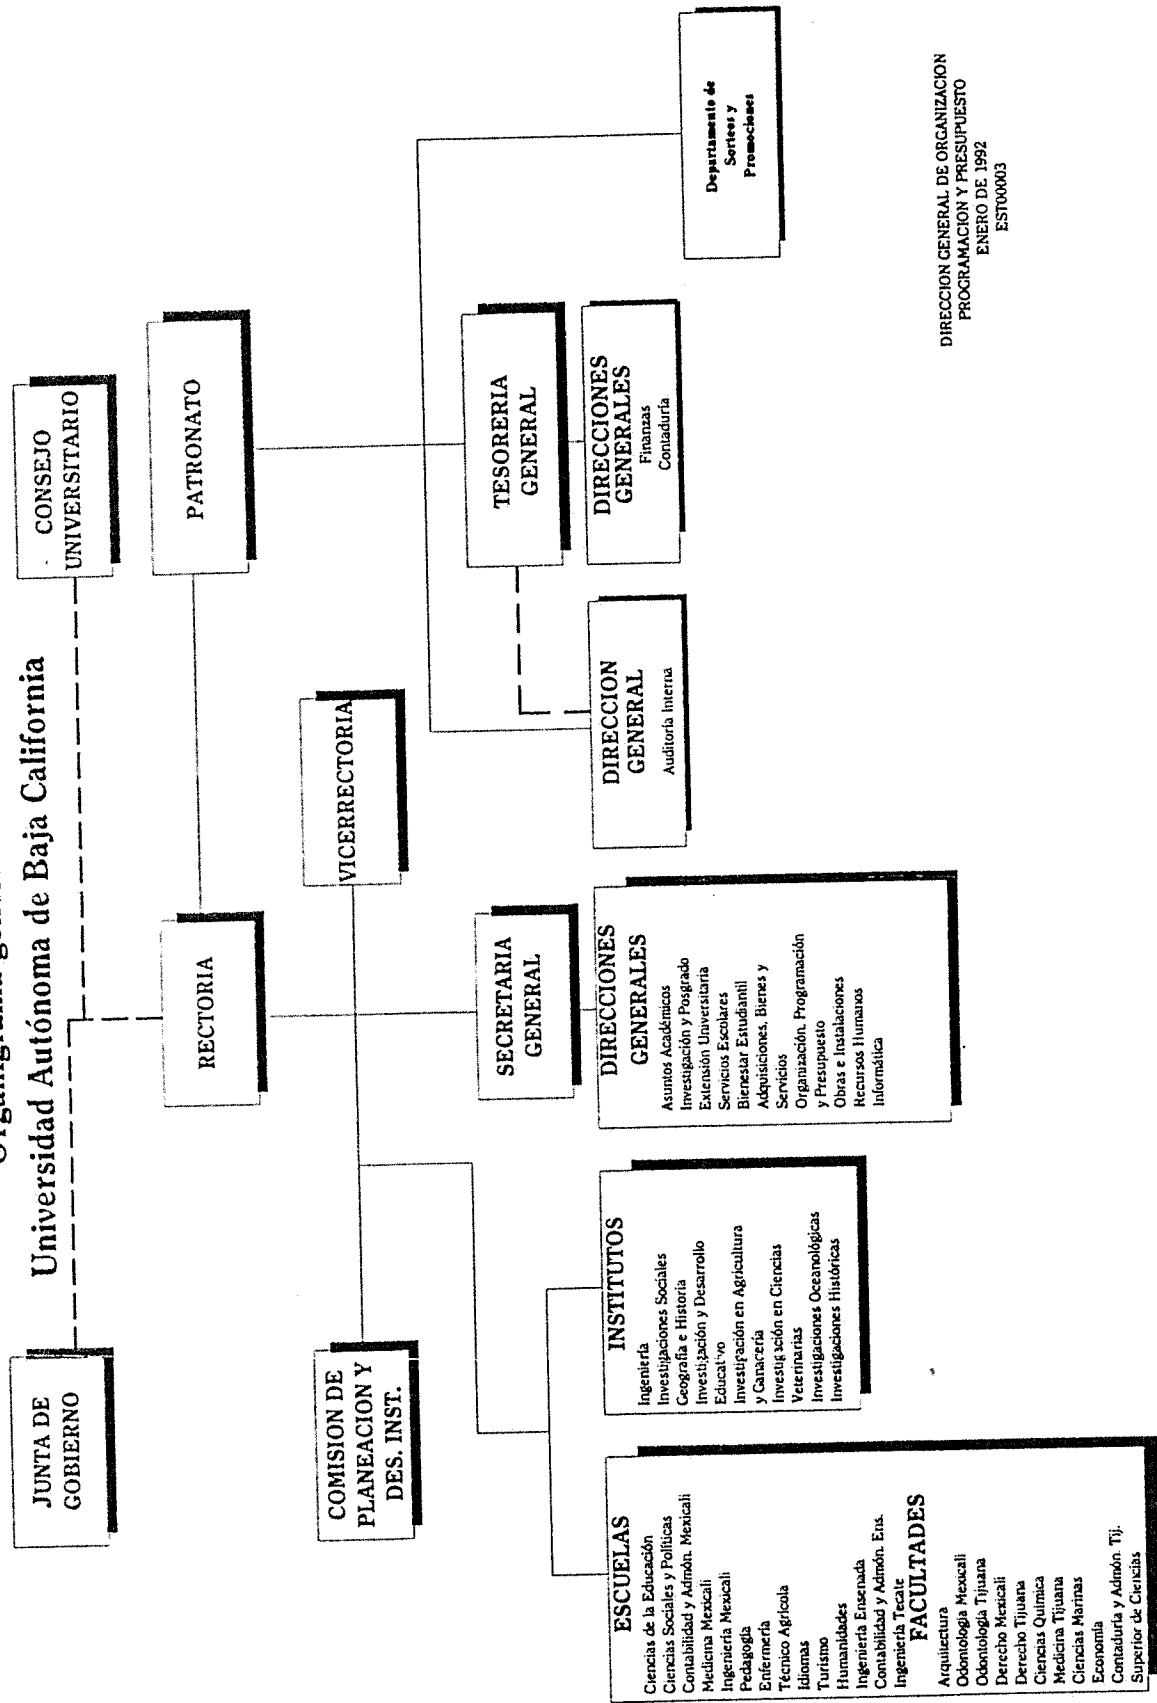 Universidad Autónoma de Baja California
JUNTA DE
GOBIERNO
CONSEJO
UNIVERSITARIO
RECTORIA
PATRONATO
COMISION DE
PLANEACION Y
DES. INST.
VICERRECTORIA
SECRETARIA
GENERAL
TESORERIA
GENERAL
ESCUELAS
Ciencias de la Educación
Ciencias Sociales y Políticas
Contabilidad y Admón. Mexicali
Medicina Mexicali
Ingeniería Mexicali
Pedagogía
Enfermería
Técnico Agrícola
Idiomas
Turismo
Humanidades
Ingeniería Ensenada
Contabilidad y Admón. Ens.
Ingeniería Tecate
FACULTADES
Arquitectura
Odontología Mexicali
Odontología Tijuana
Derecho Mexicali
Derecho Tijuana
Ciencias Química
Medicina Tijuana
Ciencias Marinas
Economía
Contaduría y Admón. Tij.
Superior de Ciencias
INSTITUTOS
Ingeniería
Investigaciones Sociales
Geografía e Historia
Investigación y Desarrollo
Educativo
Investigación en Agricultura
y Ganacería
Investigación en Ciencias
Veterinarias
Investigaciones Oceanológicas
Investigaciones Históricas
DIRECCIONES
GENERALES
Asuntos Académicos
Investigación y Posgrado
Extensión Universitaria
Servicios Escolares
Bienestar Estudiantil
Adquisiciones, Bienes y
Servicios
Organización, Programación
y Presupuesto
Obras e Instalaciones
Recursos Humanos
Informática
DIRECCION
GENERAL
Auditoría Interna
DIRECCIONES
GENERALES
Finanzas
Contaduría
Departamento de
Sorteos y
Promociones
DIRECCION GENERAL DE ORGANIZACION
PROGRAMACION Y PRESUPUESTO
ENERO DE 1992
EST00003